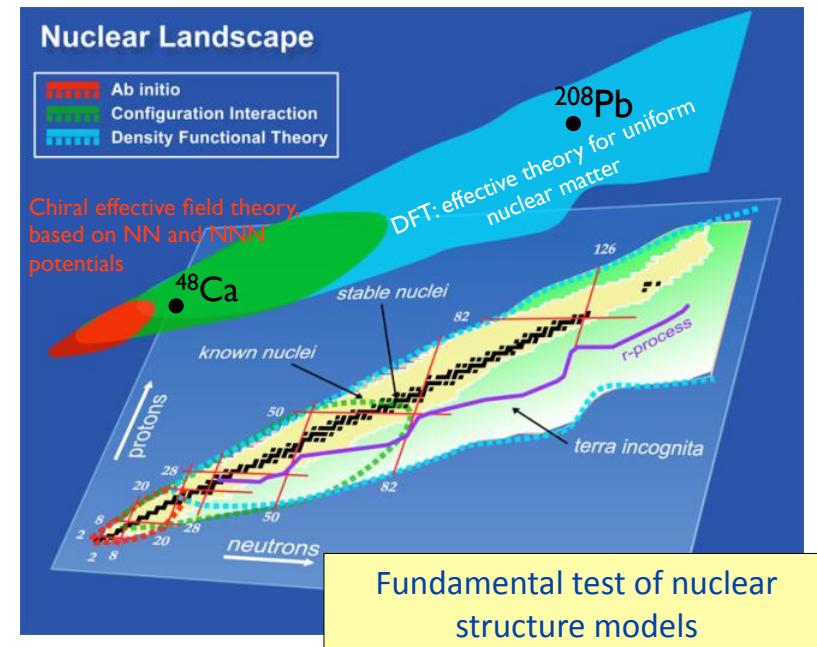 Nuclear Landscape
Ab initio
Configuration Interaction
Density Functional Theory
208Pb
DFT: effective theory for uniform
nuclear matter
Chiral effective field theory,
based on NN and NNN
potentials
48Ca
stable nuclei
known nuclei
126
82
r-process
terra incognita
protons
50
82
28
20
50
8
28
2
20
2 8
neutrons
Fundamental test of nuclear
structure models